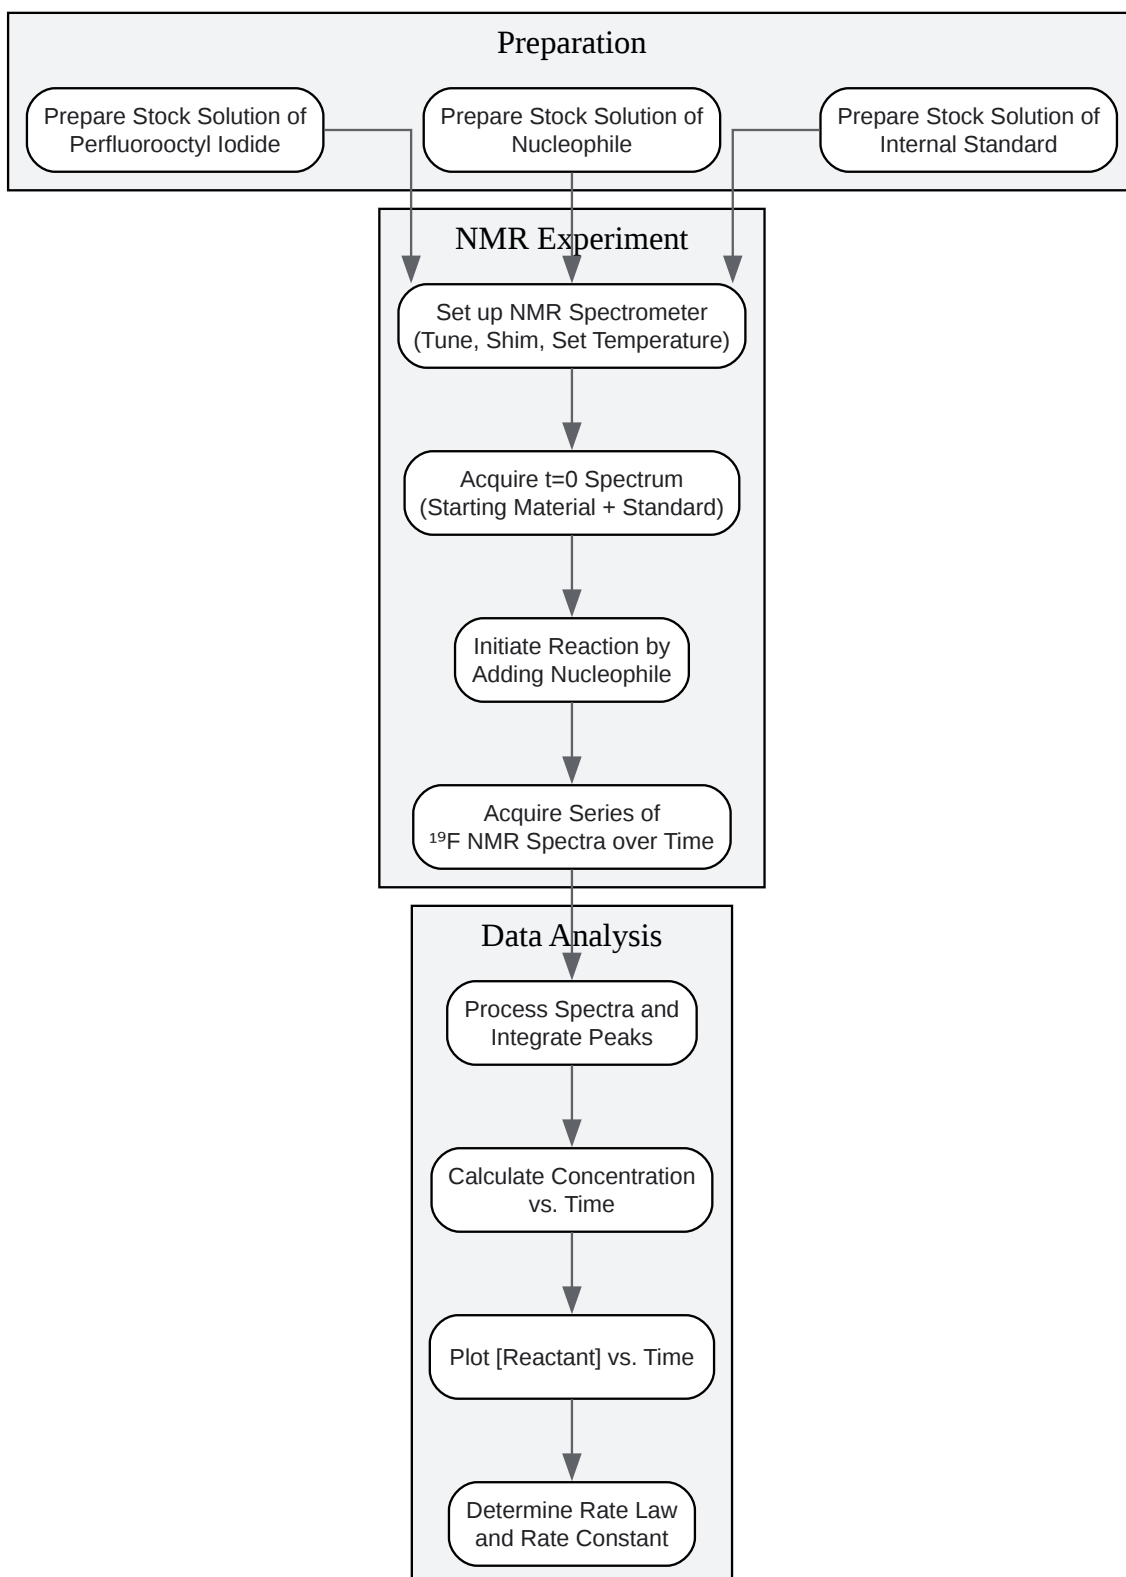 Preparation
Prepare Stock Solution of
Perfluorooctyl Iodide
Prepare Stock Solution of
Nucleophile
Prepare Stock Solution of
Internal Standard
NMR Experiment
Set up NMR Spectrometer
(Tune, Shim, Set Temperature)
Acquire t=0 Spectrum
(Starting Material + Standard)
Initiate Reaction by
Adding Nucleophile
Acquire Series of
¹⁹F NMR Spectra over Time
Data Analysis
Process Spectra and
Integrate Peaks
Calculate Concentration
vs. Time
Plot [Reactant] vs. Time
Determine Rate Law
and Rate Constant